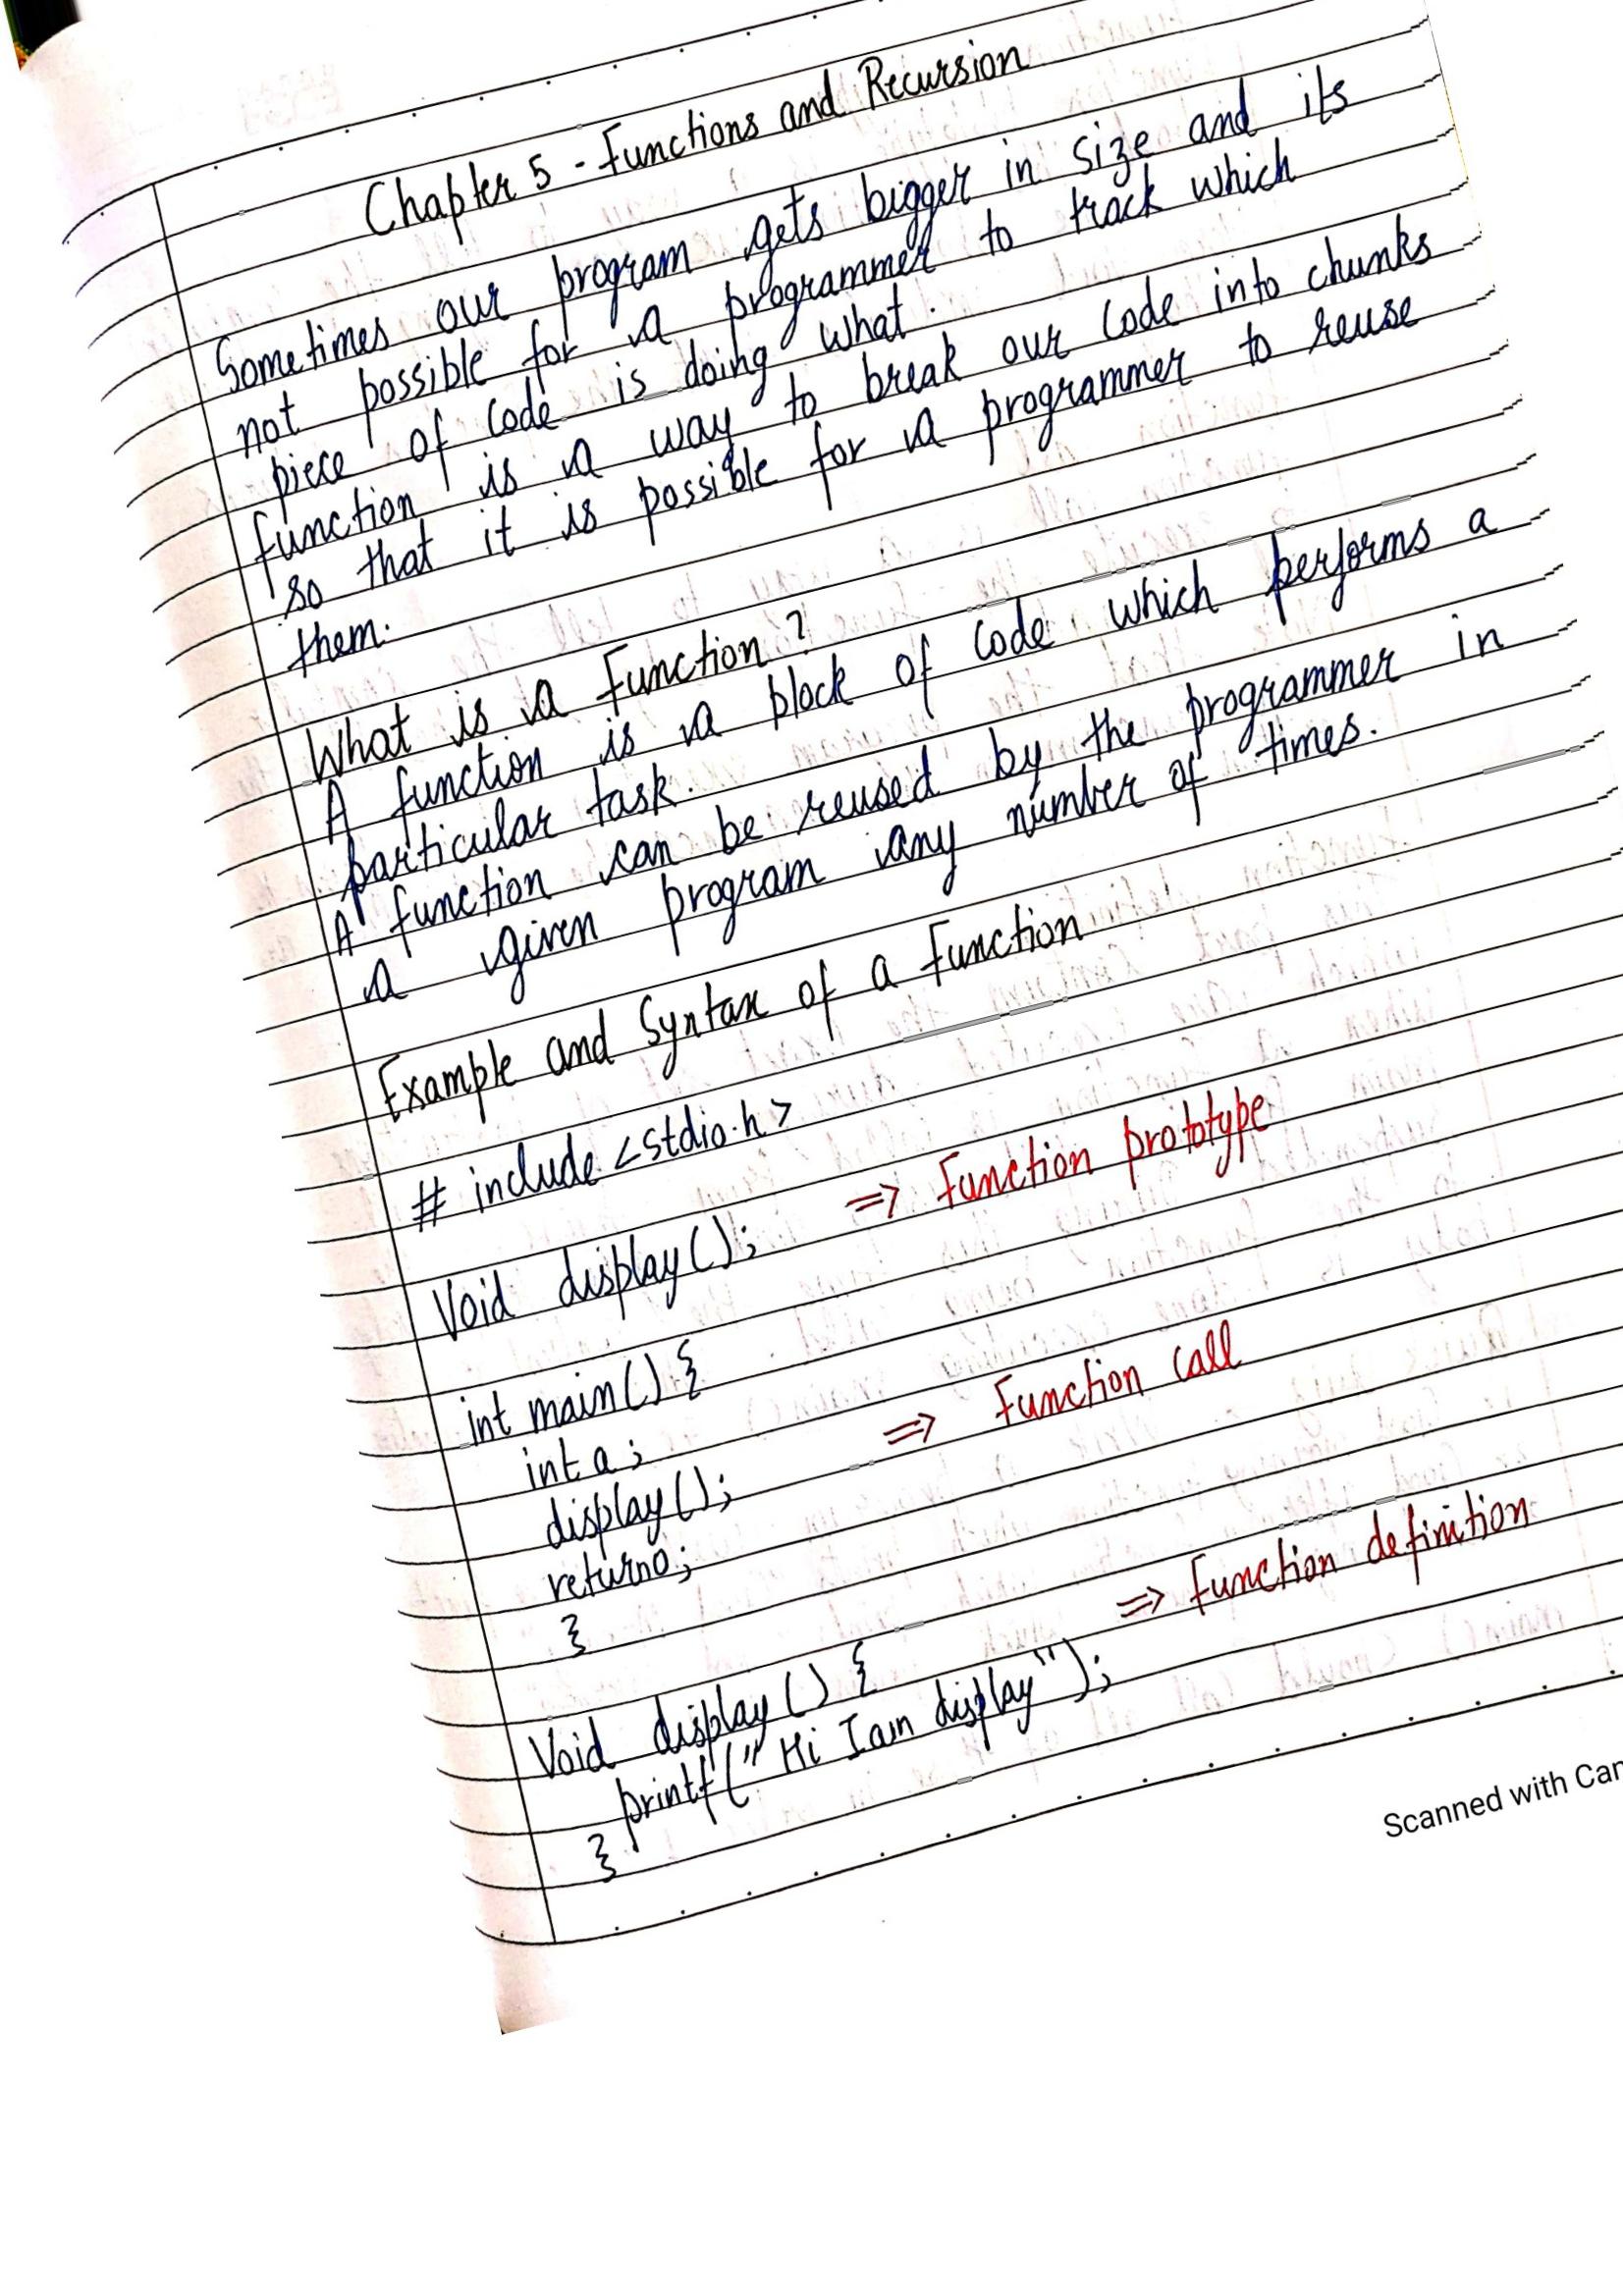 Chapter 5 - Functions and Recursion
Sometimes our program gets bigger in size and its
not possible for a programmer to track which
piece of code is doing what.
function is a way to break our code into chunks
so that it is possible for a programmer to reuse
them.
What is a Function?
A function is a block of code which performs a
particular task.
A function can be reused by the programmer in
a given program any number of times.
Example and Syntax of a Function
# include <stdio.h>
Void display(); => Function prototype
int main() {
int a;
display(); => Function call
return0;
}
Void display() { => Function definition
printf("Hi I am display");
}
Scanned with Cam